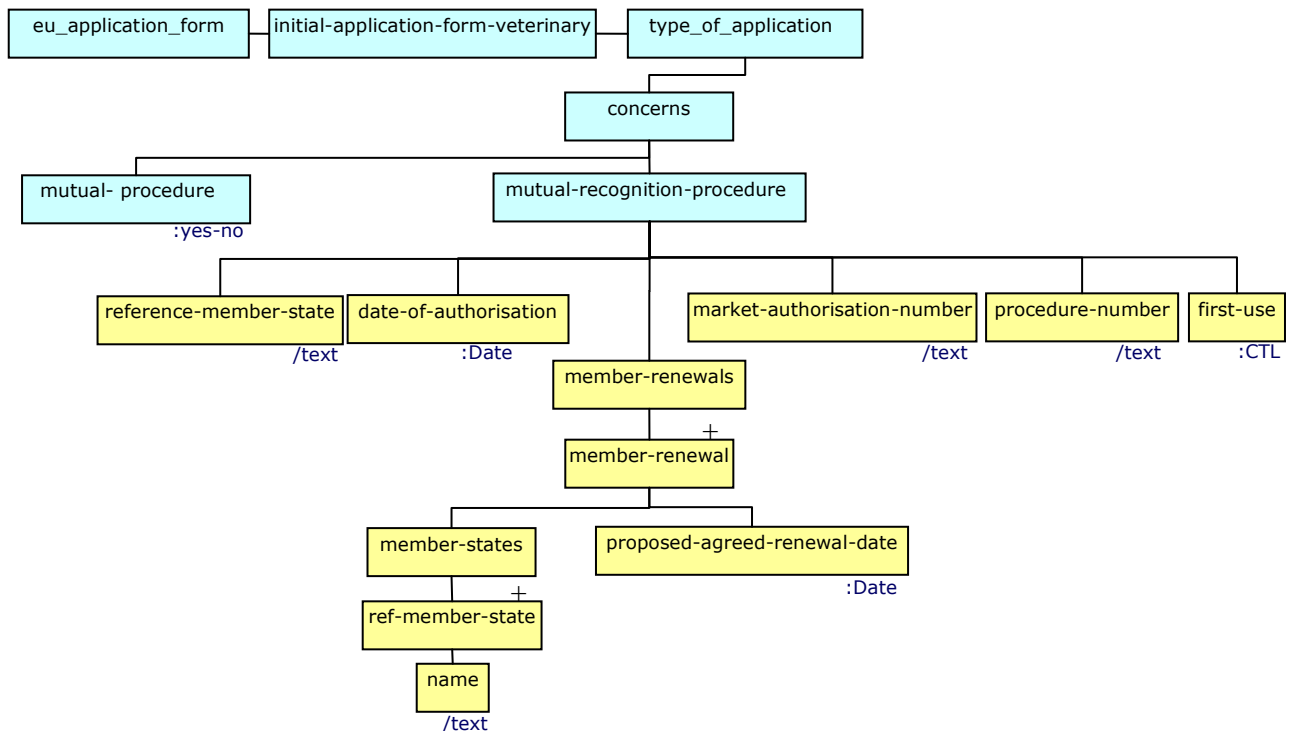 eu_application_form
initial-application-form-veterinary
type_of_application
concerns
mutual- procedure
:yes-no
mutual-recognition-procedure
reference-member-state
/text
date-of-authorisation
:Date
market-authorisation-number
/text
procedure-number
/text
first-use
:CTL
member-renewals
+
member-renewal
member-states
proposed-agreed-renewal-date
:Date
+
ref-member-state
name
/text